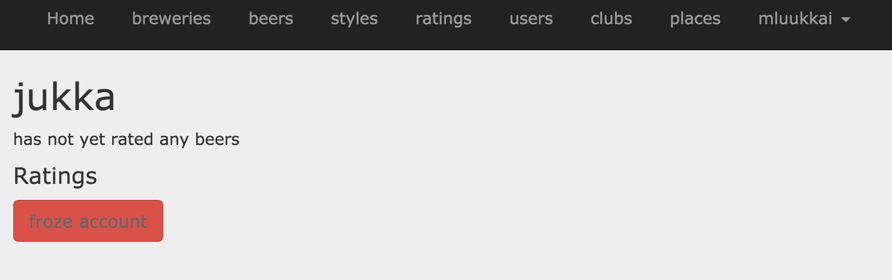 Home breweries beers styles ratings users clubs places mluukkai
jukka
has not yet rated any beers
Ratings
froze account